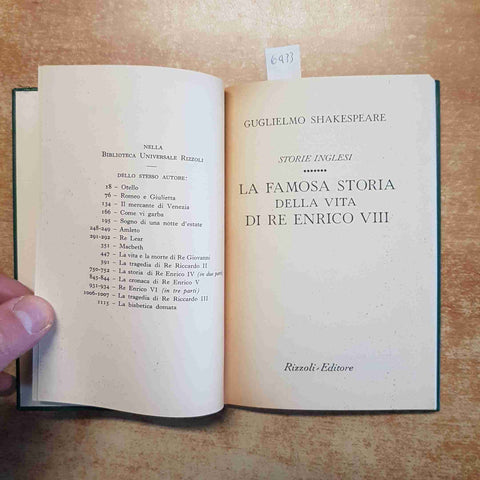 NELLA
BIBLIOTECA UNIVERSALE RIZZOLI
DELLO STESSO AUTORE:
18 - Otello
76 - Romeo e Giulietta
134 - Il mercante di Venezia
166 - Come vi garba
195 - Sogno di una notte d'estate
248-249 - Amleto
291-292 - Re Lear
351 - Macbeth
447 - La vita e la morte di Re Giovanni
571 - La tragedia di Re Riccardo II
750-752 - La storia di Re Enrico IV (in due parti)
843-844 - La cronaca di Re Enrico V
931-934 - Re Enrico VI (in tre parti)
1006-1007 - La tragedia di Re Riccardo III
1115 - La bisbetica domata
6433
GUGLIELMO SHAKESPEARE
STORIE INGLESI
LA FAMOSA STORIA
DELLA VITA
DI RE ENRICO VIII
Rizzoli - Editore